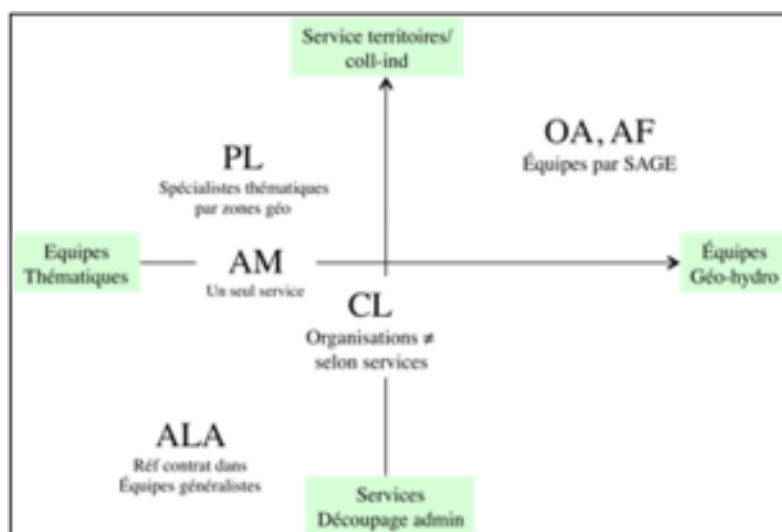 Service territoires/
coll-ind
OA, AF
Équipes par SAGE
PL
Spécialistes thématiques
par zones géo
Equipes
Thématiques
AM
Un seul service
Équipes
Géo-hydro
CL
Organisations ≠
selon services
ALA
Réf contrat dans
Équipes généralistes
Services
Découpage admin